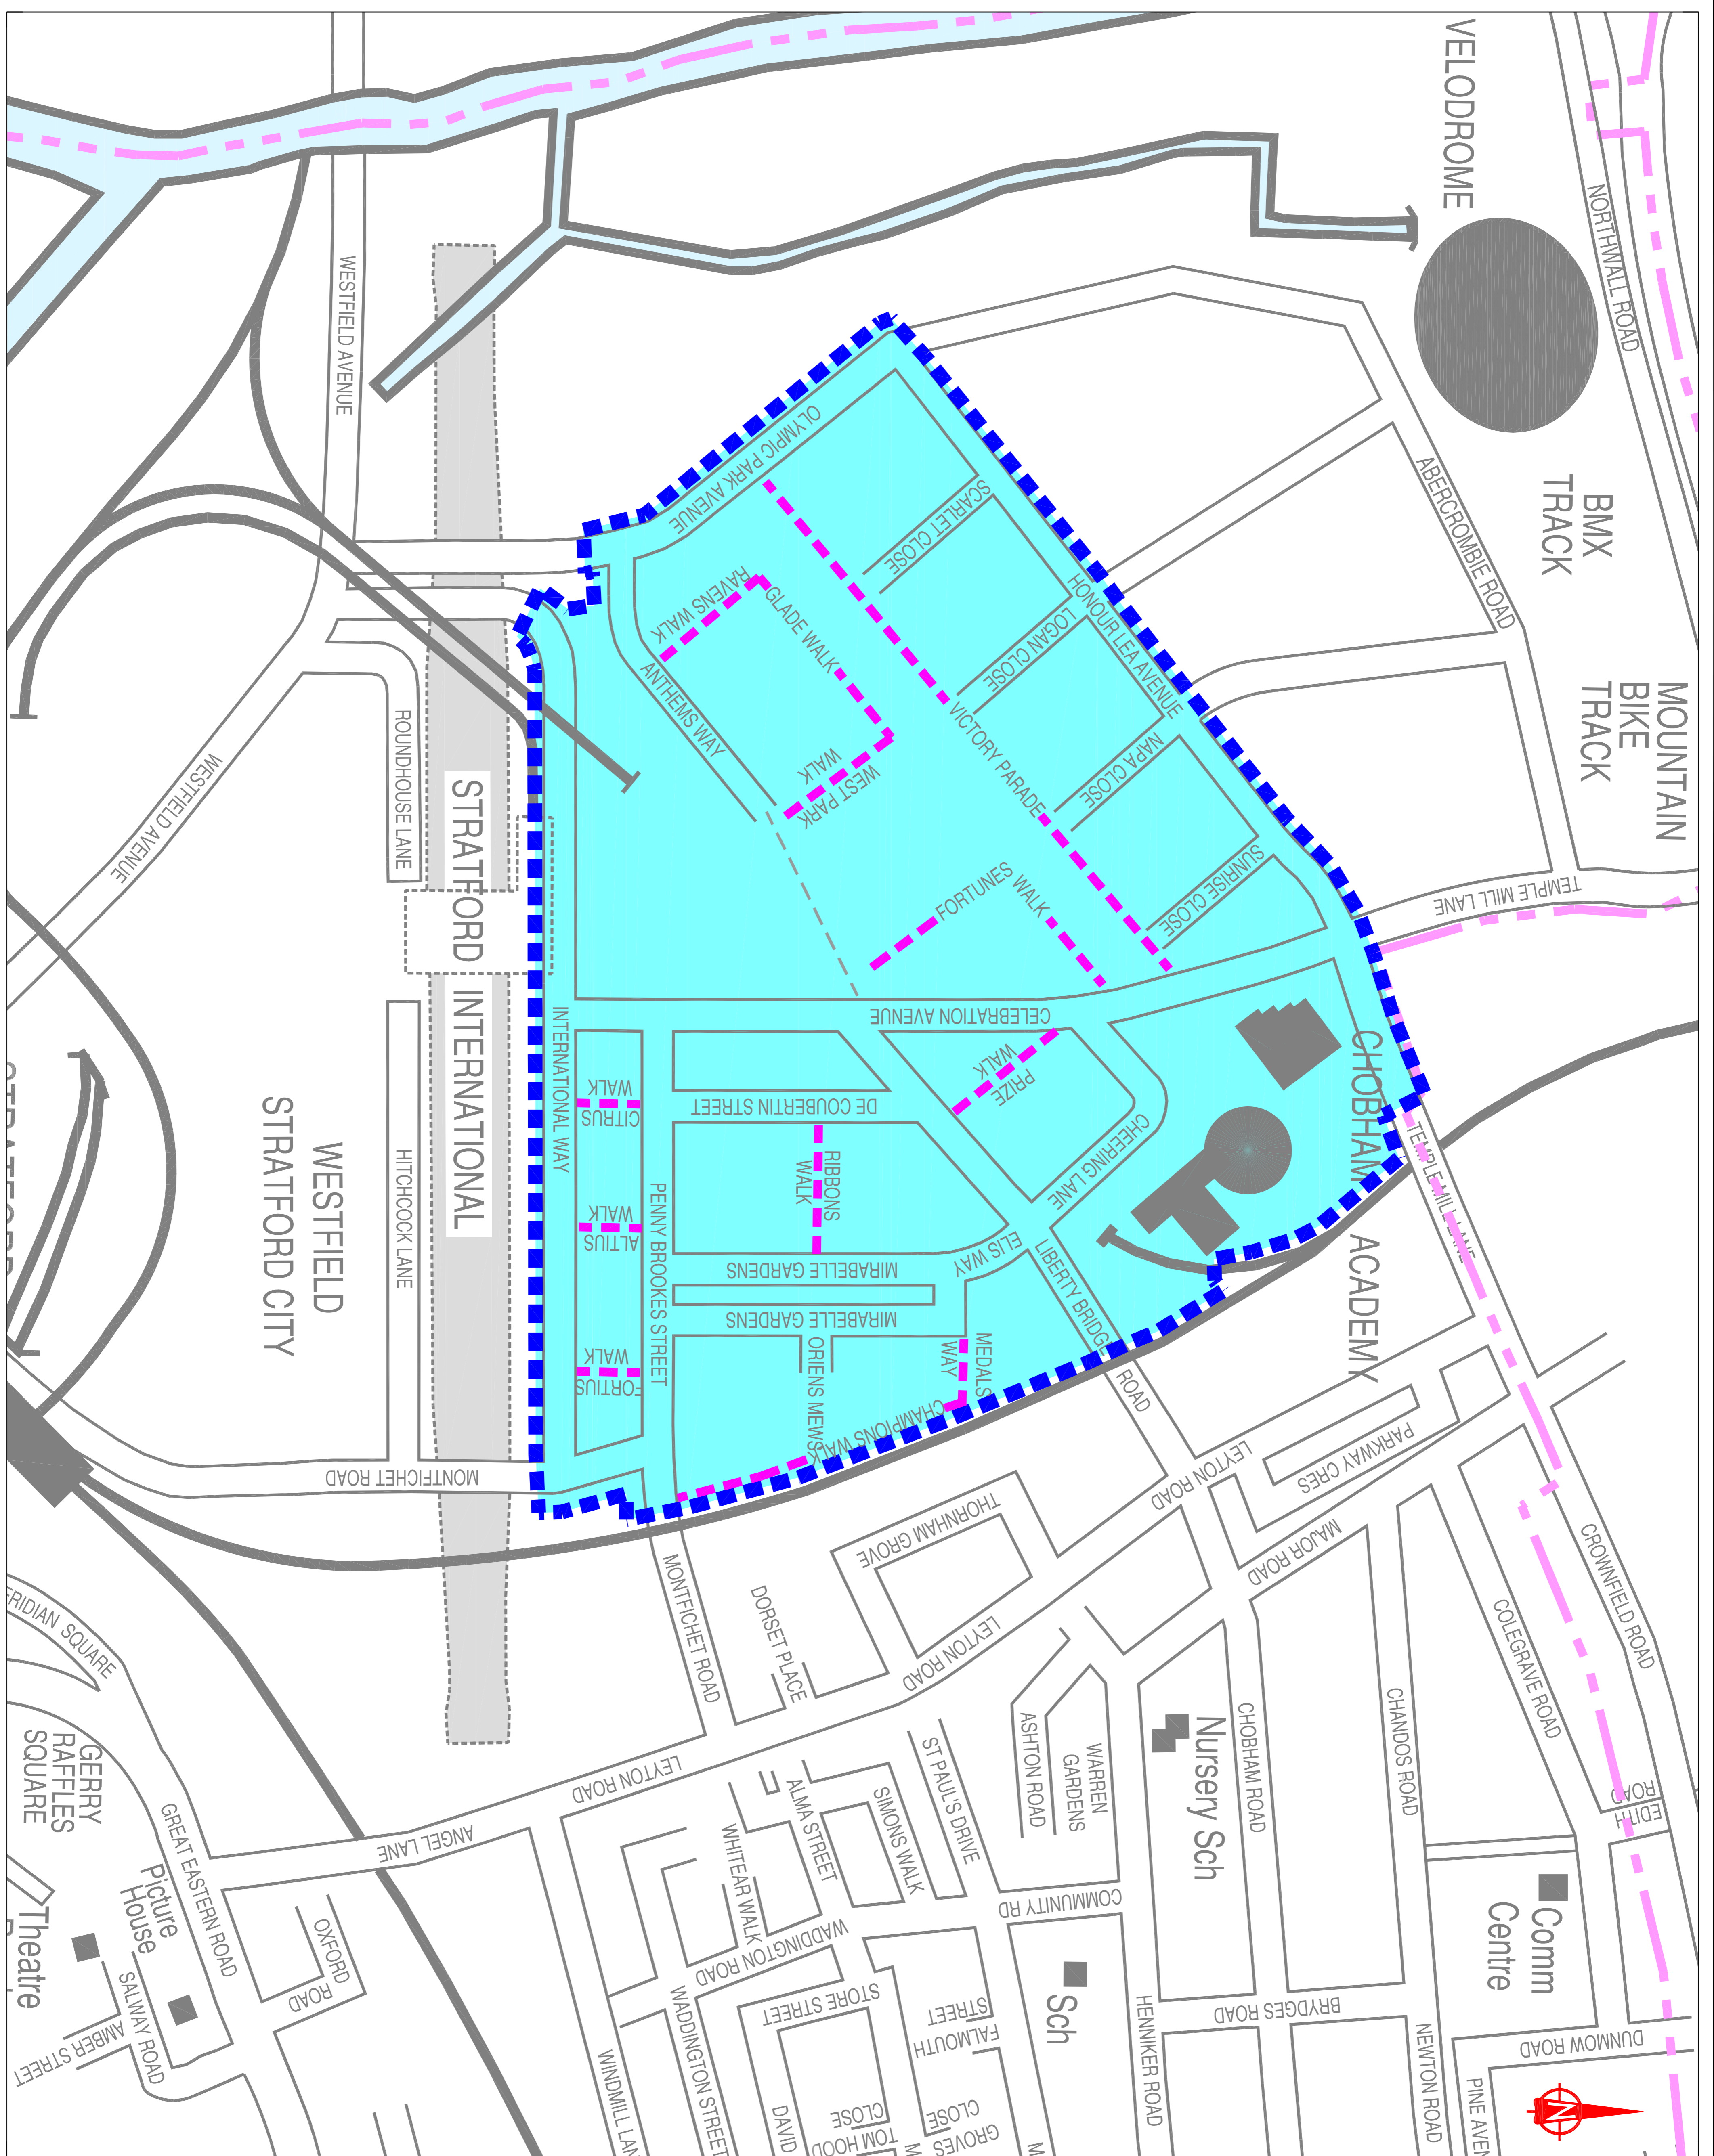 VELODROME
NORTHWALL ROAD
WESTFIELD AVENUE
OLYMPIC PARK AVENUE
SCARLET CLOSE
ABERCROMBIE ROAD
BMX
TRACK
RAVENS WALK
GLADE WALK
LOGAN CLOSE
HONOUR LEA AVENUE
ANTHEMS WAY
VICTORY PARADE
NAPA CLOSE
MOUNTAIN
BIKE
TRACK
ROUNDHOUSE LANE
WESTFIELD AVENUE
WEST PARK
WALK
FORTUNES WALK
SUNRISE CLOSE
TEMPLE MILL LANE
STRATFORD INTERNATIONAL
INTERNATIONAL WAY
CELEBRATION AVENUE
PRIZE
WALK
CHOBHAM ACADEMY
CITRUS
WALK
DE COUBERTIN STREET
CHEERING LANE
TEMPLE MILL LANE
WESTFIELD
STRATFORD CITY
HITCHCOCK LANE
ALTIUS
WALK
PENNY BROOKES STREET
RIBBONS
WALK
MIRABELLE GARDENS
ELIS WAY
LIBERTY BRIDGE ROAD
MIRABELLE GARDENS
FORTIUS
WALK
ORIENS MEWS
MEDALS
WAY
CHAMPIONS WALK
MONTFICHET ROAD
LEYTON ROAD
PARKWAY CRES
THORNHAM GROVE
MAJOR ROAD
CROWNFIELD ROAD
MONTFICHET ROAD
DORSET PLACE
LEYTON ROAD
COLEGRAVE ROAD
GERRY
RAFFLES
SQUARE
GREAT EASTERN ROAD
ANGEL LANE
LEYTON ROAD
ALMA STREET
WHITEAR WALK
SIMONS WALK
ST PAUL'S DRIVE
ASHTON ROAD
WARREN
GARDENS
Nursery Sch
CHOBHAM ROAD
CHANDOS ROAD
EDITH
ROAD
Picture
House
Theatre
OXFORD
ROAD
SALWAY ROAD
AMBER STREET
WADDINGTON ROAD
COMMUNITY RD
Comm
Centre
STORE STREET
FALMOUTH
STREET
Sch
HENNIKER ROAD
BRYDGES ROAD
NEWTON ROAD
DUNMOW ROAD
WADDINGTON STREET
DAVID
TOM HOOD
CLOSE
GROVES
CLOSE
N